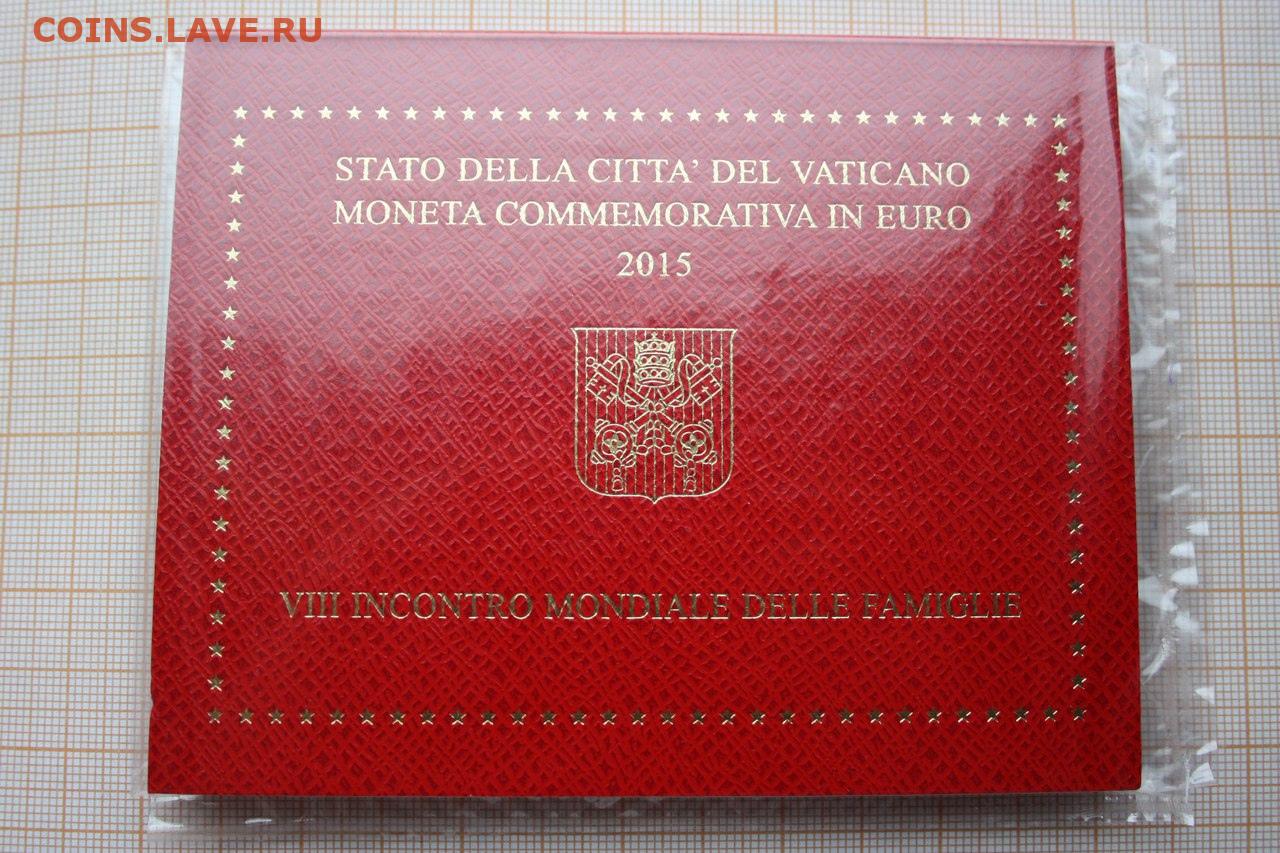 COINS.LAVE.RU
STATO DELLA CITTA' DEL VATICANO
MONETA COMMEMORATIVA IN EURO
2015
VIII INCONTRO MONDIALE DELLE FAMIGLIE